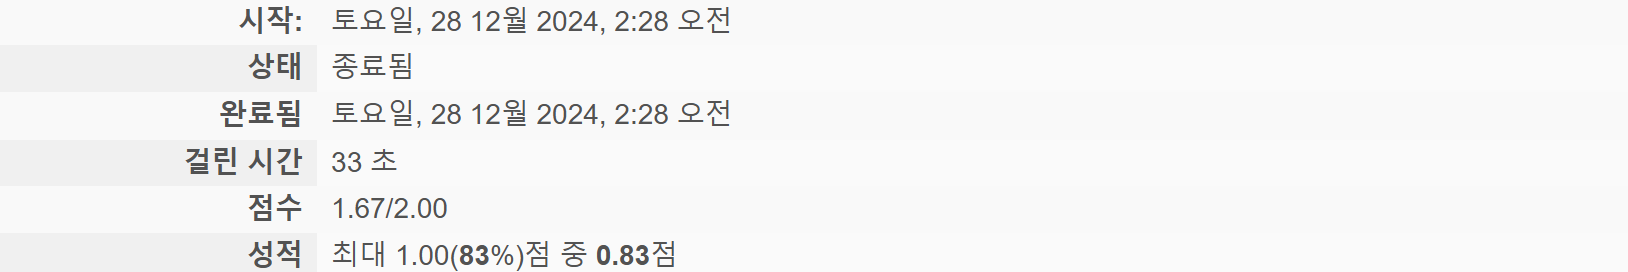 시작: 토요일, 28 12월 2024, 2:28 오전
상태 종료됨
완료됨 토요일, 28 12월 2024, 2:28 오전
걸린 시간 33 초
점수 1.67/2.00
성적 최대 1.00(83%)점 중 0.83점